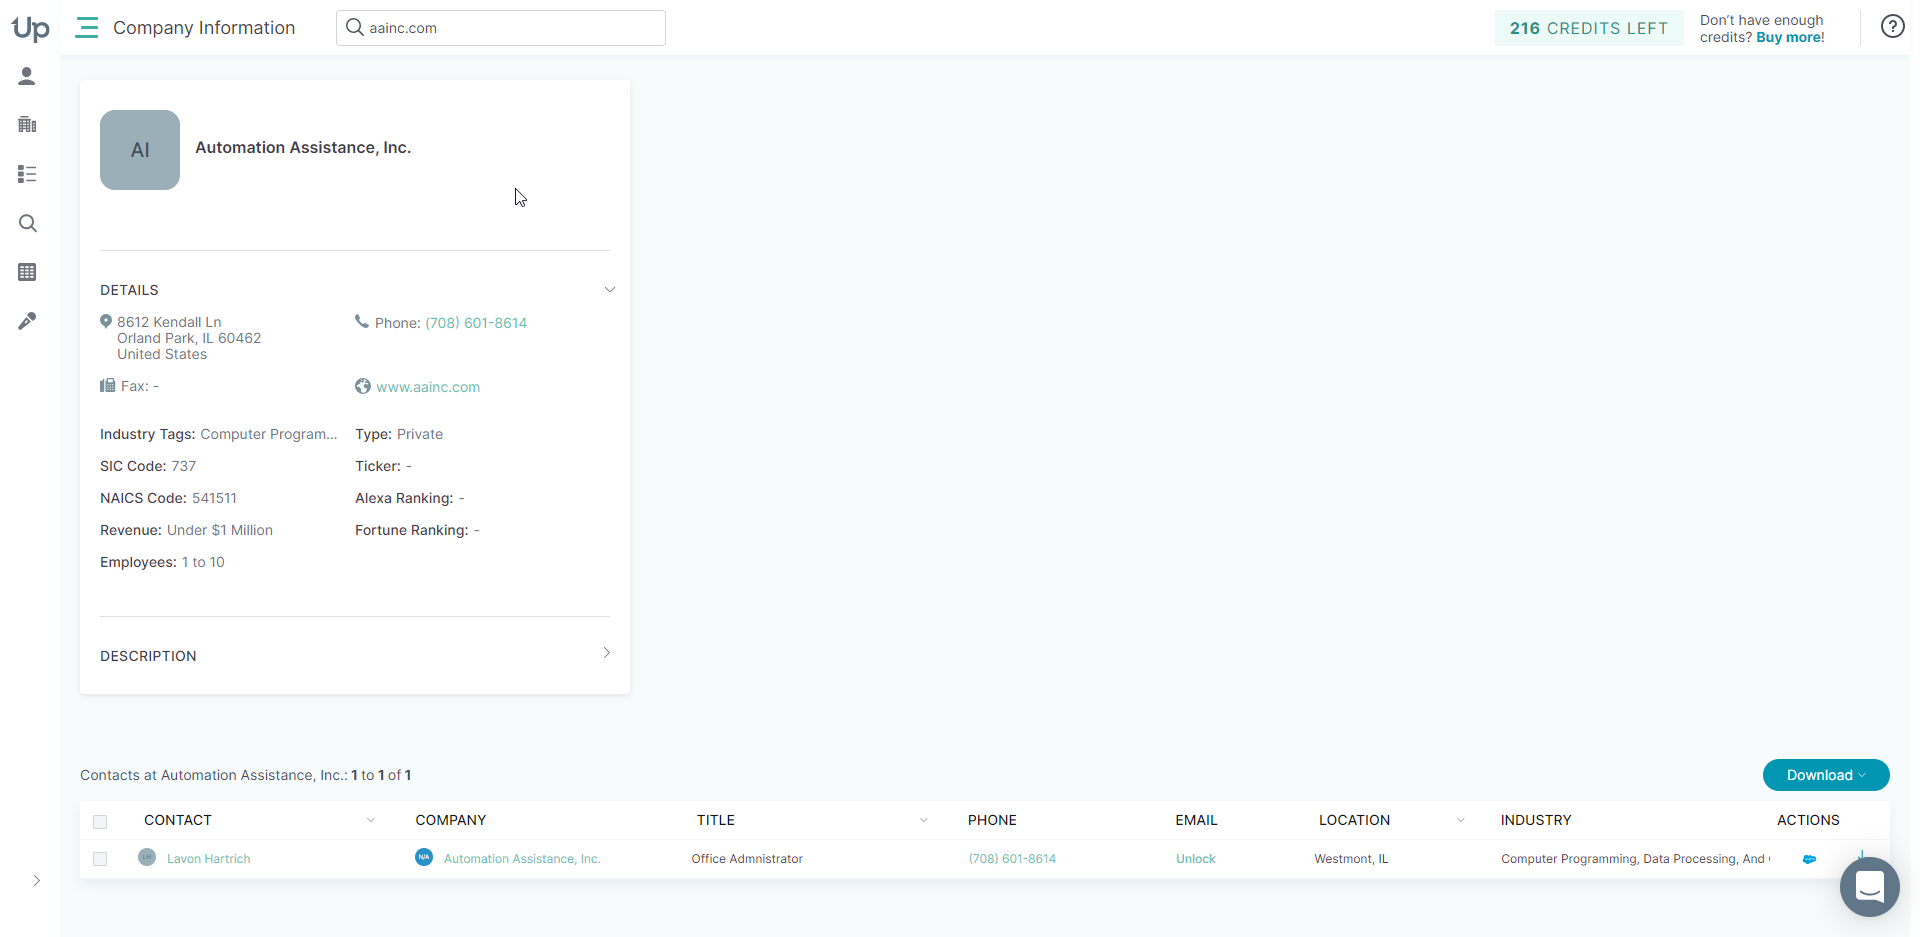 Up
Company Information
aainc.com
216 CREDITS LEFT
Don't have enough
credits? Buy more!
?
AI
Automation Assistance, Inc.
DETAILS
8612 Kendall Ln
Orland Park, IL 60462
United States
Phone: (708) 601-8614
Fax: -
www.aainc.com
Industry Tags: Computer Program...
Type: Private
SIC Code: 737
Ticker: -
NAICS Code: 541511
Alexa Ranking: -
Revenue: Under $1 Million
Fortune Ranking: -
Employees: 1 to 10
DESCRIPTION
Contacts at Automation Assistance, Inc.: 1 to 1 of 1
Download
CONTACT COMPANY TITLE PHONE EMAIL LOCATION INDUSTRY ACTIONS
LH Lavon Hartrich N/A Automation Assistance, Inc. Office Admnistrator (708) 601-8614 Unlock Westmont, IL Computer Programming, Data Processing, And